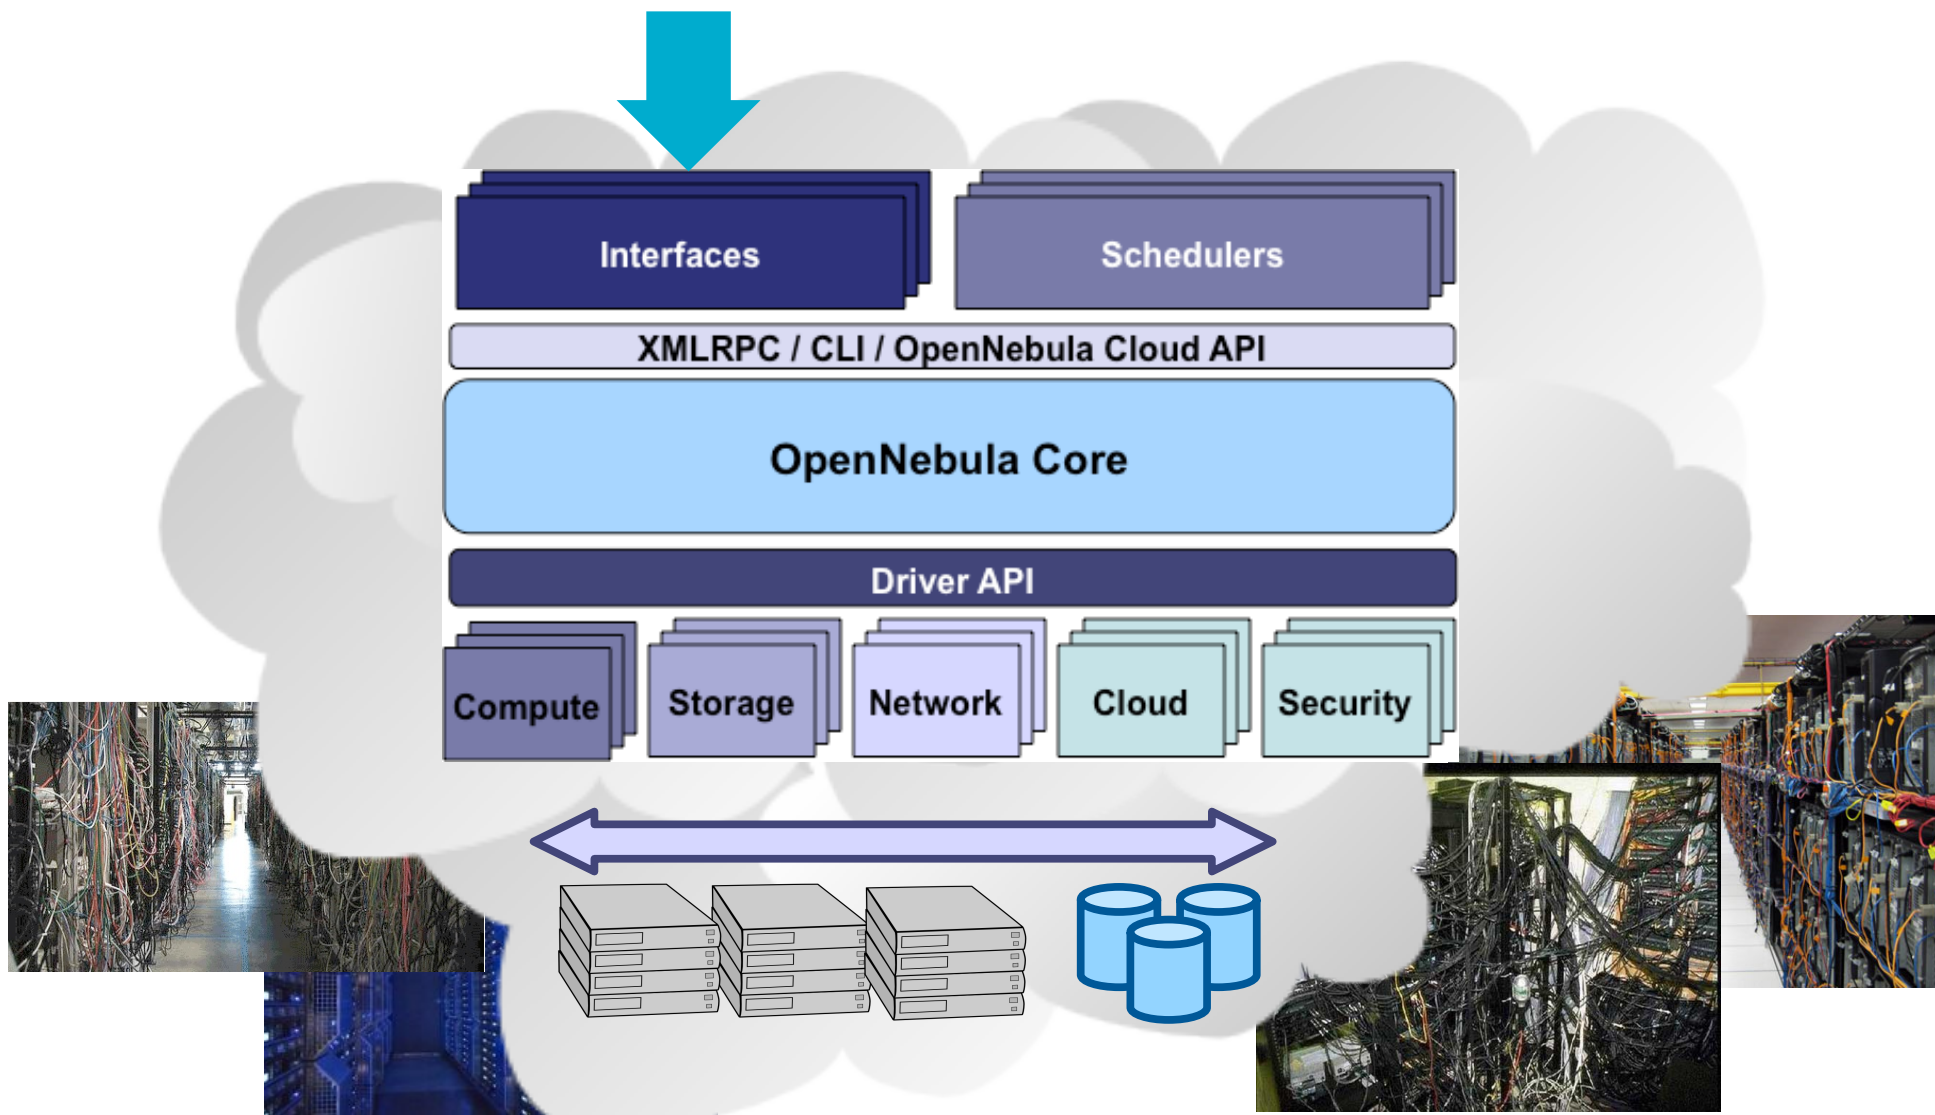 Interfaces
Schedulers
XMLRPC / CLI / OpenNebula Cloud API
OpenNebula Core
Driver API
Compute
Storage
Network
Cloud
Security